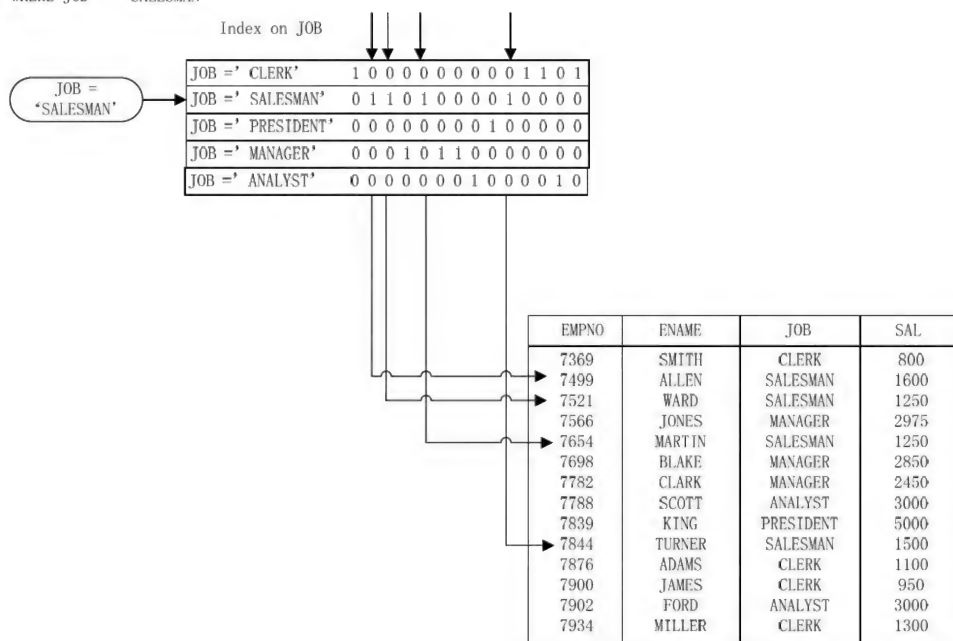 Index on JOB
JOB =
‘SALESMAN’
JOB =’ CLERK’ 1 0 0 0 0 0 0 0 0 0 1 1 0 1
JOB =’ SALESMAN’ 0 1 1 0 1 0 0 0 0 1 0 0 0 0
JOB =’ PRESIDENT’ 0 0 0 0 0 0 0 0 1 0 0 0 0 0
JOB =’ MANAGER’ 0 0 0 1 0 1 1 0 0 0 0 0 0 0
JOB =’ ANALYST’ 0 0 0 0 0 0 0 1 0 0 0 0 1 0
EMPNO ENAME JOB SAL
7369 SMITH CLERK 800
7499 ALLEN SALESMAN 1600
7521 WARD SALESMAN 1250
7566 JONES MANAGER 2975
7654 MARTIN SALESMAN 1250
7698 BLAKE MANAGER 2850
7782 CLARK MANAGER 2450
7788 SCOTT ANALYST 3000
7839 KING PRESIDENT 5000
7844 TURNER SALESMAN 1500
7876 ADAMS CLERK 1100
7900 JAMES CLERK 950
7902 FORD ANALYST 3000
7934 MILLER CLERK 1300